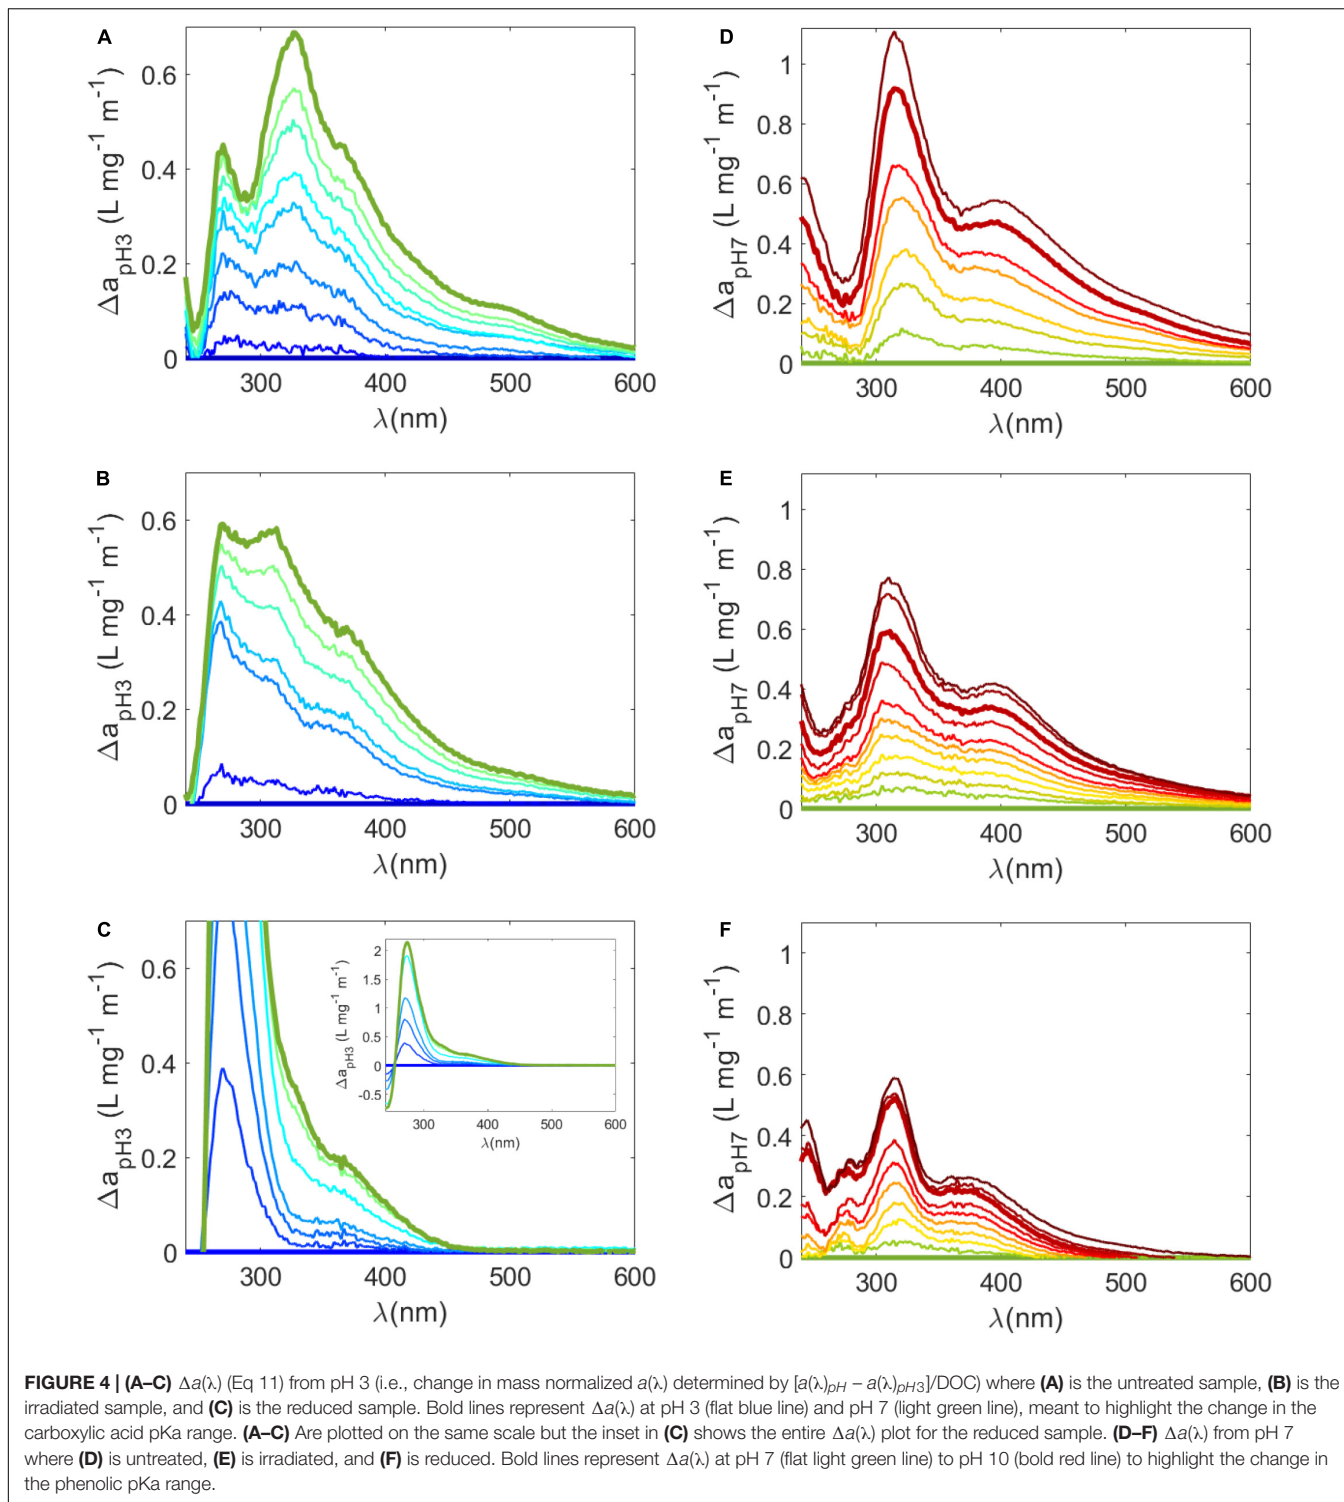 A
Δa_pH3 (L mg⁻¹ m⁻¹)
0.6
0.4
0.2
0
300 400 500 600
λ(nm)
D
Δa_pH7 (L mg⁻¹ m⁻¹)
1
0.8
0.6
0.4
0.2
0
300 400 500 600
λ(nm)
B
Δa_pH3 (L mg⁻¹ m⁻¹)
0.6
0.4
0.2
0
300 400 500 600
λ(nm)
E
Δa_pH7 (L mg⁻¹ m⁻¹)
1
0.8
0.6
0.4
0.2
0
300 400 500 600
λ(nm)
C
Δa_pH3 (L mg⁻¹ m⁻¹)
0.6
0.4
0.2
0
300 400 500 600
λ(nm)
Δa_pH3 (L mg⁻¹ m⁻¹)
2
1.5
1
0.5
0
-0.5
300 400 500 600
λ(nm)
F
Δa_pH7 (L mg⁻¹ m⁻¹)
1
0.8
0.6
0.4
0.2
0
300 400 500 600
λ(nm)
FIGURE 4 | (A–C) Δa(λ) (Eq 11) from pH 3 (i.e., change in mass normalized a(λ) determined by [a(λ)pH – a(λ)pH3]/DOC) where (A) is the untreated sample, (B) is the
irradiated sample, and (C) is the reduced sample. Bold lines represent Δa(λ) at pH 3 (flat blue line) and pH 7 (light green line), meant to highlight the change in the
carboxylic acid pKa range. (A–C) Are plotted on the same scale but the inset in (C) shows the entire Δa(λ) plot for the reduced sample. (D–F) Δa(λ) from pH 7
where (D) is untreated, (E) is irradiated, and (F) is reduced. Bold lines represent Δa(λ) at pH 7 (flat light green line) to pH 10 (bold red line) to highlight the change in
the phenolic pKa range.